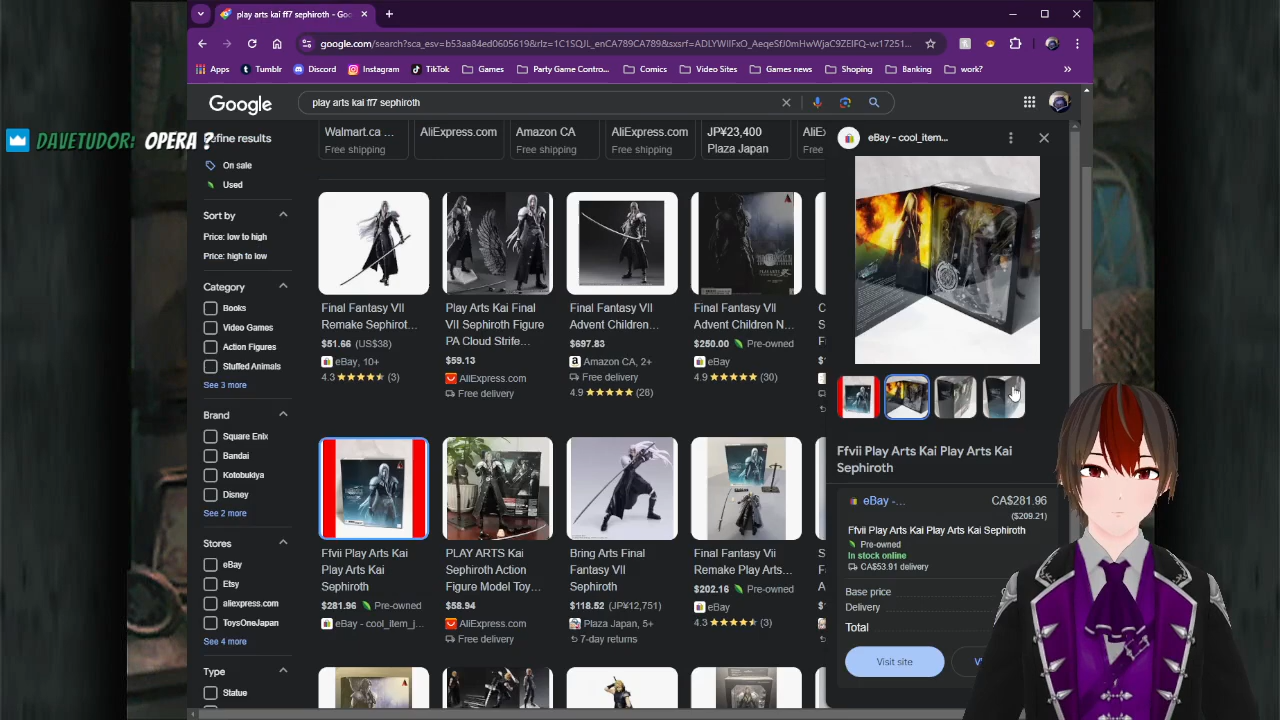 play arts kai ff7 sephiroth - Goo
google.com/search?sca_esv=b53aa84ed0605619&rlz=1C1SQJL_enCA789CA789&sxsrf=
Apps
Tumblr
Discord
Instagram
TikTok
Games
Party Game Contro...
Comics
Video Sites
Games news
Shoping
Banking
work?
Google
play arts kai ff7 sephiroth
DAVETUDOR: OPERA ?
Refine results
On sale
Used
Sort by
Price: low to high
Price: high to low
Category
Books
Video Games
Action Figures
Stuffed Animals
See 3 more
Brand
Square Enix
Bandai
Kotobukiya
Disney
See 2 more
Stores
eBay
Etsy
aliexpress.com
ToysOneJapan
See 4 more
Type
Statue
Walmart.ca ...
Free shipping
AliExpress.com
Amazon CA
Free shipping
AliExpress.com
Free shipping
JP¥23,400
Plaza Japan
AliEx
Free
Final Fantasy VII
Remake Sephirot...
$51.66 (US$38)
eBay, 10+
4.3 (3)
Play Arts Kai Final
VII Sephiroth Figure
PA Cloud Strife...
$59.13
AliExpress.com
Free delivery
Final Fantasy VII
Advent Children...
$697.83
Amazon CA, 2+
Free delivery
4.9 (28)
Final Fantasy VII
Advent Children N...
$250.00 Pre-owned
eBay
4.9 (30)
Ffvii Play Arts Kai
Play Arts Kai
Sephiroth
$281.96 Pre-owned
eBay - cool_item_j...
PLAY ARTS Kai
Sephiroth Action
Figure Model Toy...
$58.94
AliExpress.com
Free delivery
Bring Arts Final
Fantasy VII
Sephiroth
$118.52 (JP¥12,751)
Plaza Japan, 5+
7-day returns
Final Fantasy Vii
Remake Play Arts...
$202.16 Pre-owned
eBay
4.3 (3)
eBay - cool_item...
Ffvii Play Arts Kai Play Arts Kai
Sephiroth
eBay -... CA$281.96
($209.21)
Ffvii Play Arts Kai Play Arts Kai Sephiroth
Pre-owned
In stock online
CA$53.91 delivery
Base price
Delivery
Total
Visit site